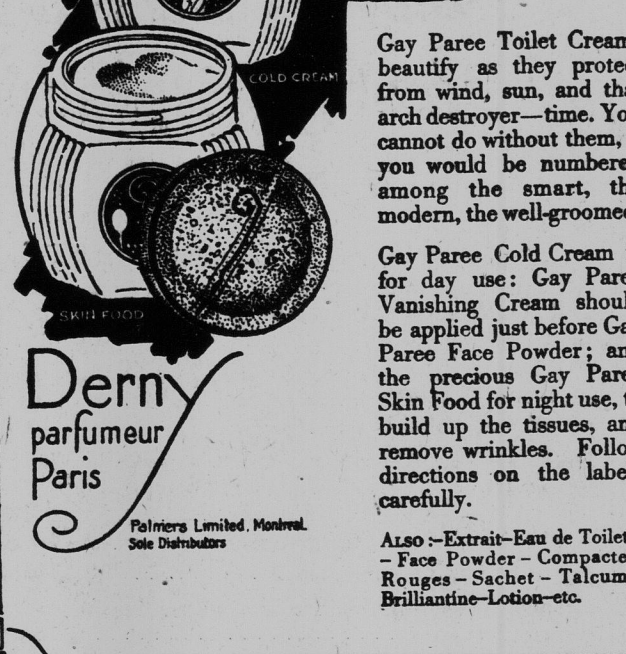 COLD CREAM
SKIN FOOD
Derny
parfumeur
Paris
Palmers Limited, Montreal
Sole Distributors
Gay Paree Toilet Cream
beautify as they protec
from wind, sun, and tha
arch destroyer—time. Yo
cannot do without them,
you would be numbere
among the smart, th
modern, the well-groomed
Gay Paree Cold Cream
for day use: Gay Pare
Vanishing Cream shoul
be applied just before Ga
Paree Face Powder; an
the precious Gay Pare
Skin Food for night use, t
build up the tissues, an
remove wrinkles. Follo
directions on the labe
carefully.
ALSO:—Extrait—Eau de Toilet
– Face Powder – Compacte
Rouges – Sachet – Talcum
Brilliantine—Lotion—etc.